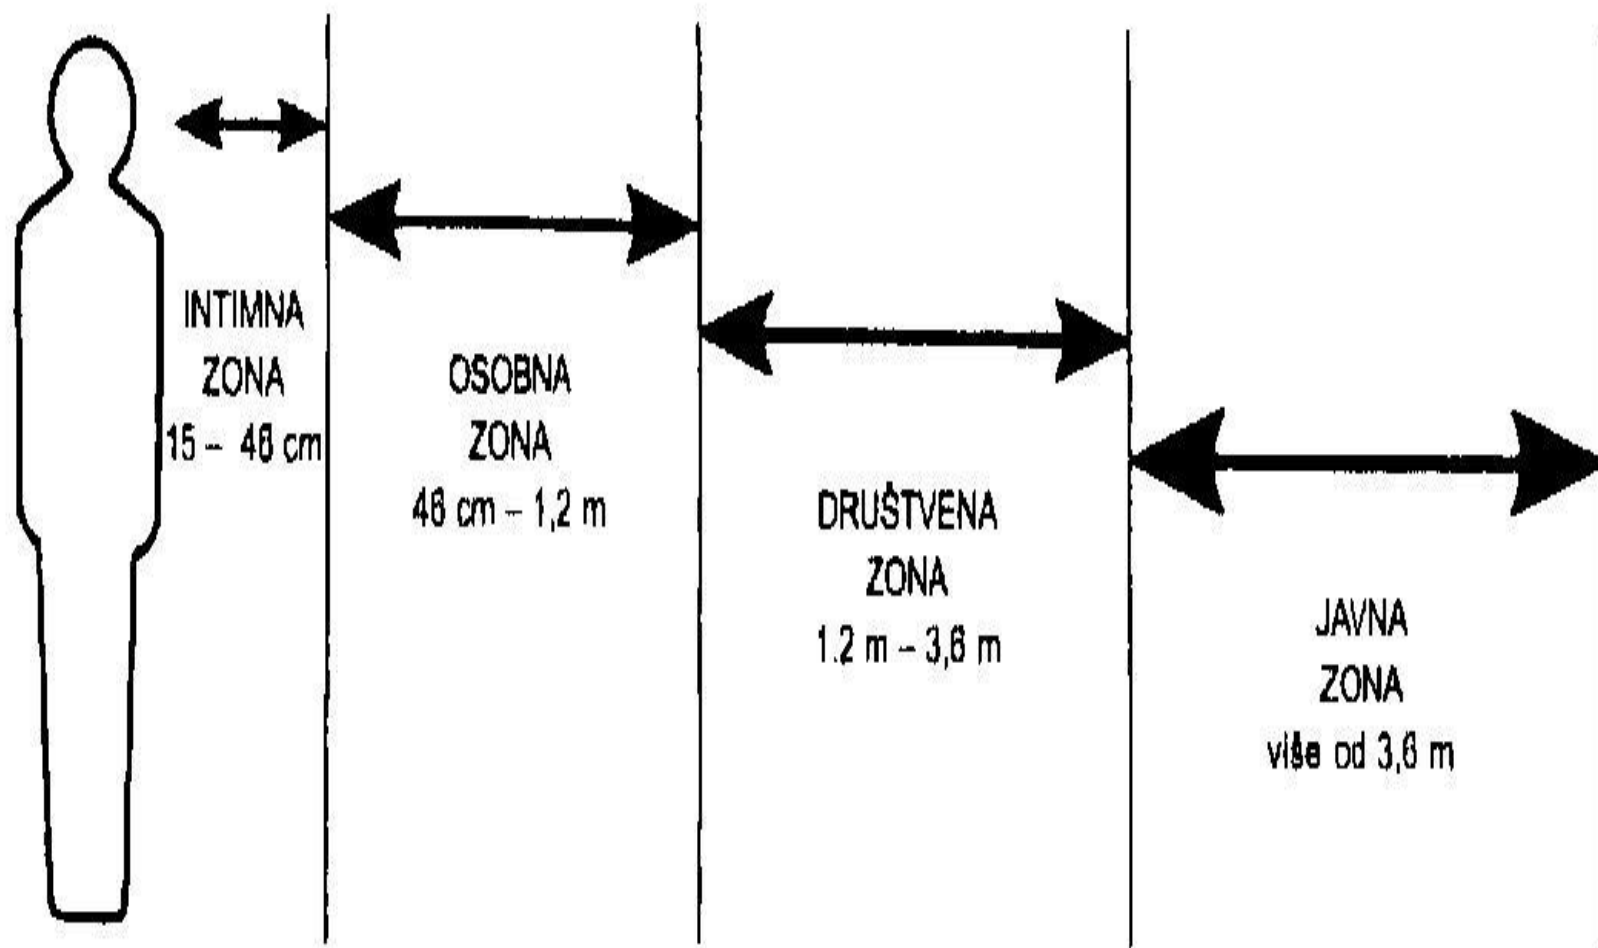 INTIMNA
ZONA
15 – 46 cm
OSOBNA
ZONA
46 cm – 1,2 m
DRUŠTVENA
ZONA
1.2 m – 3,6 m
JAVNA
ZONA
više od 3,6 m